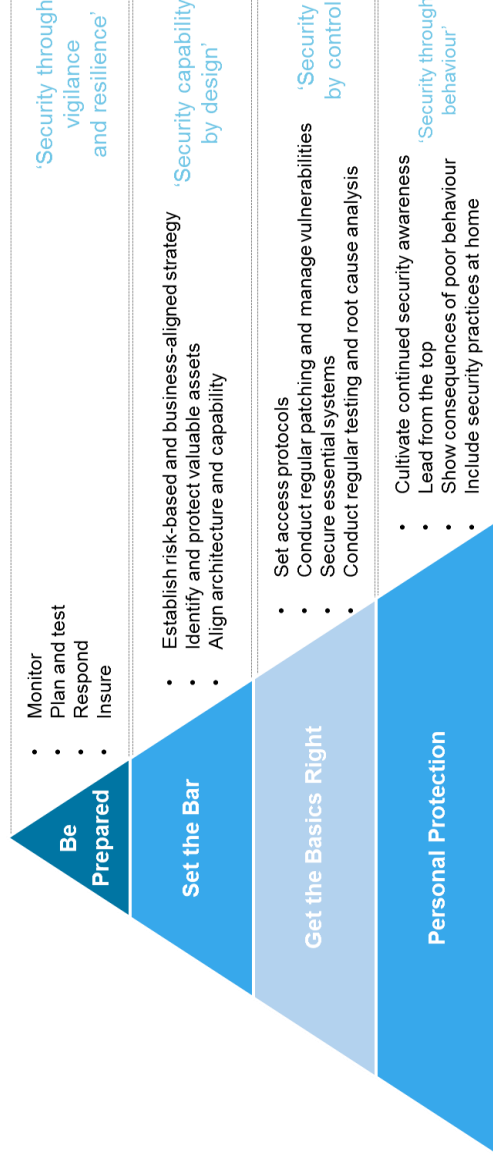 Be
Prepared
• Monitor
• Plan and test
• Respond
• Insure
‘Security through
vigilance
and resilience’
Set the Bar
• Establish risk-based and business-aligned strategy
• Identify and protect valuable assets
• Align architecture and capability
‘Security capability
by design’
Get the Basics Right
• Set access protocols
• Conduct regular patching and manage vulnerabilities
• Secure essential systems
• Conduct regular testing and root cause analysis
‘Security
by control
Personal Protection
• Cultivate continued security awareness
• Lead from the top
• Show consequences of poor behaviour
• Include security practices at home
‘Security through
behaviour’